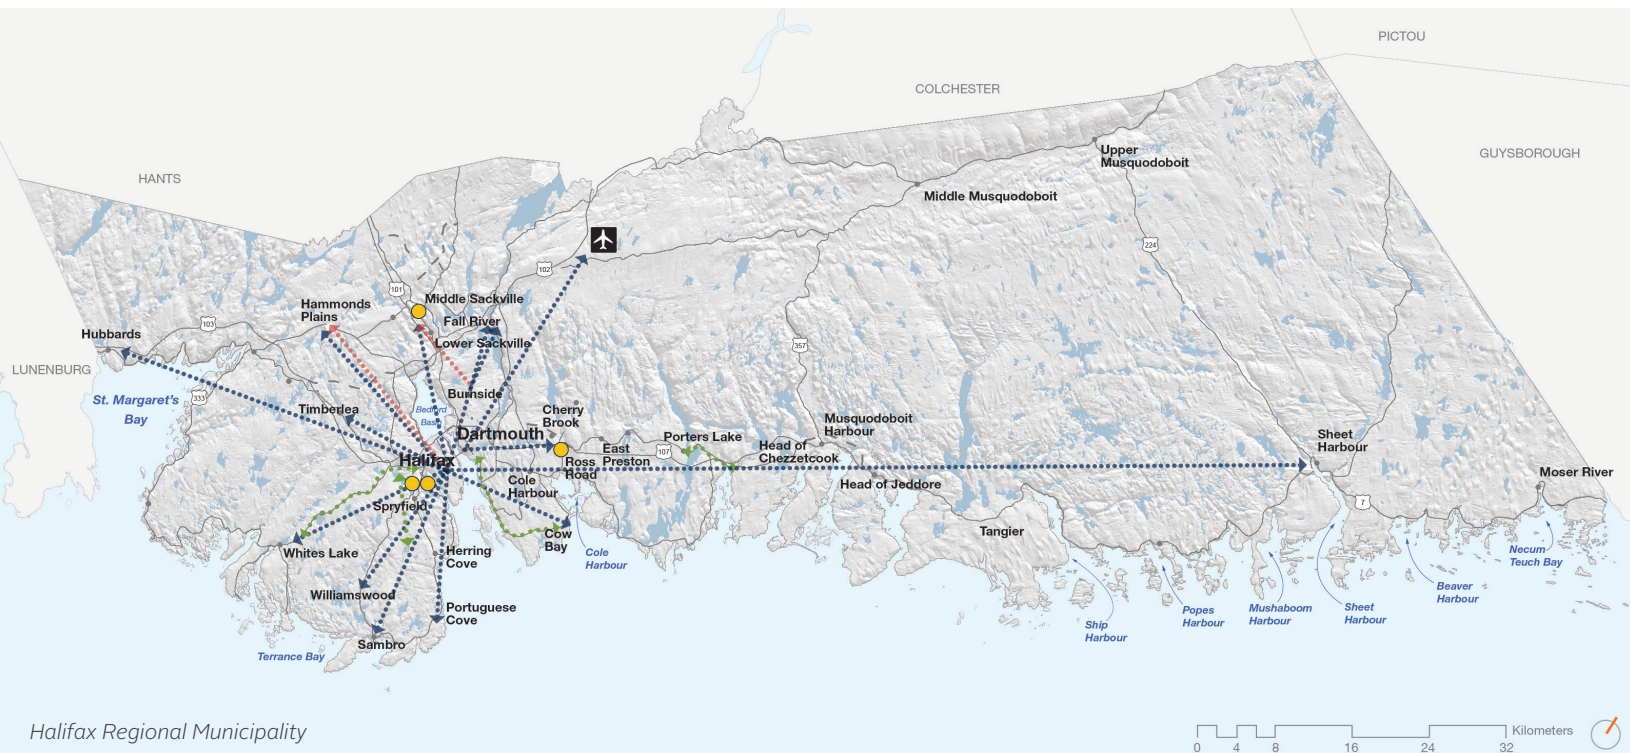 PICTOU
COLCHESTER
GUYSBOROUGH
HANTS
Upper
Musquodoboit
Middle Musquodoboit
224
102
101
Middle Sackville
Hammonds
Plains
Fall River
103
Hubbards
Lower Sackville
357
LUNENBURG
St. Margaret's
Bay
333
Burnside
Timberlea
Bedford
Basin
Cherry
Brook
Dartmouth
Musquodoboit
Harbour
Porters Lake
Sheet
Harbour
East
Preston
107
Head of
Chezzetcook
Halifax
Ross
Road
Moser River
Cole
Harbour
Head of Jeddore
Spryfield
7
Tangier
Cow
Bay
Whites Lake
Herring
Cove
Cole
Harbour
Necum
Teuch Bay
Williamswood
Beaver
Harbour
Portuguese
Cove
Popes
Harbour
Mushaboom
Harbour
Sheet
Harbour
Ship
Harbour
Sambro
Terrance Bay
Halifax Regional Municipality
Kilometers
0 4 8 16 24 32